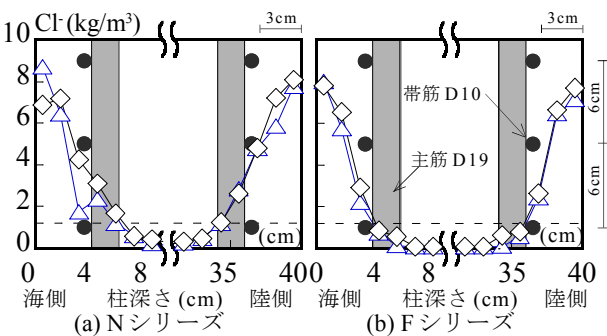 Cl⁻(kg/m³)
3cm
3cm
10
8
6
4
2
0
帯筋 D10
主筋 D19
6cm
6cm
(cm)
(cm)
0 4 8 35 40
0 4 8 35 40
海側 柱深さ (cm) 陸側
海側 柱深さ (cm) 陸側
(a) N シリーズ
(b) F シリーズ